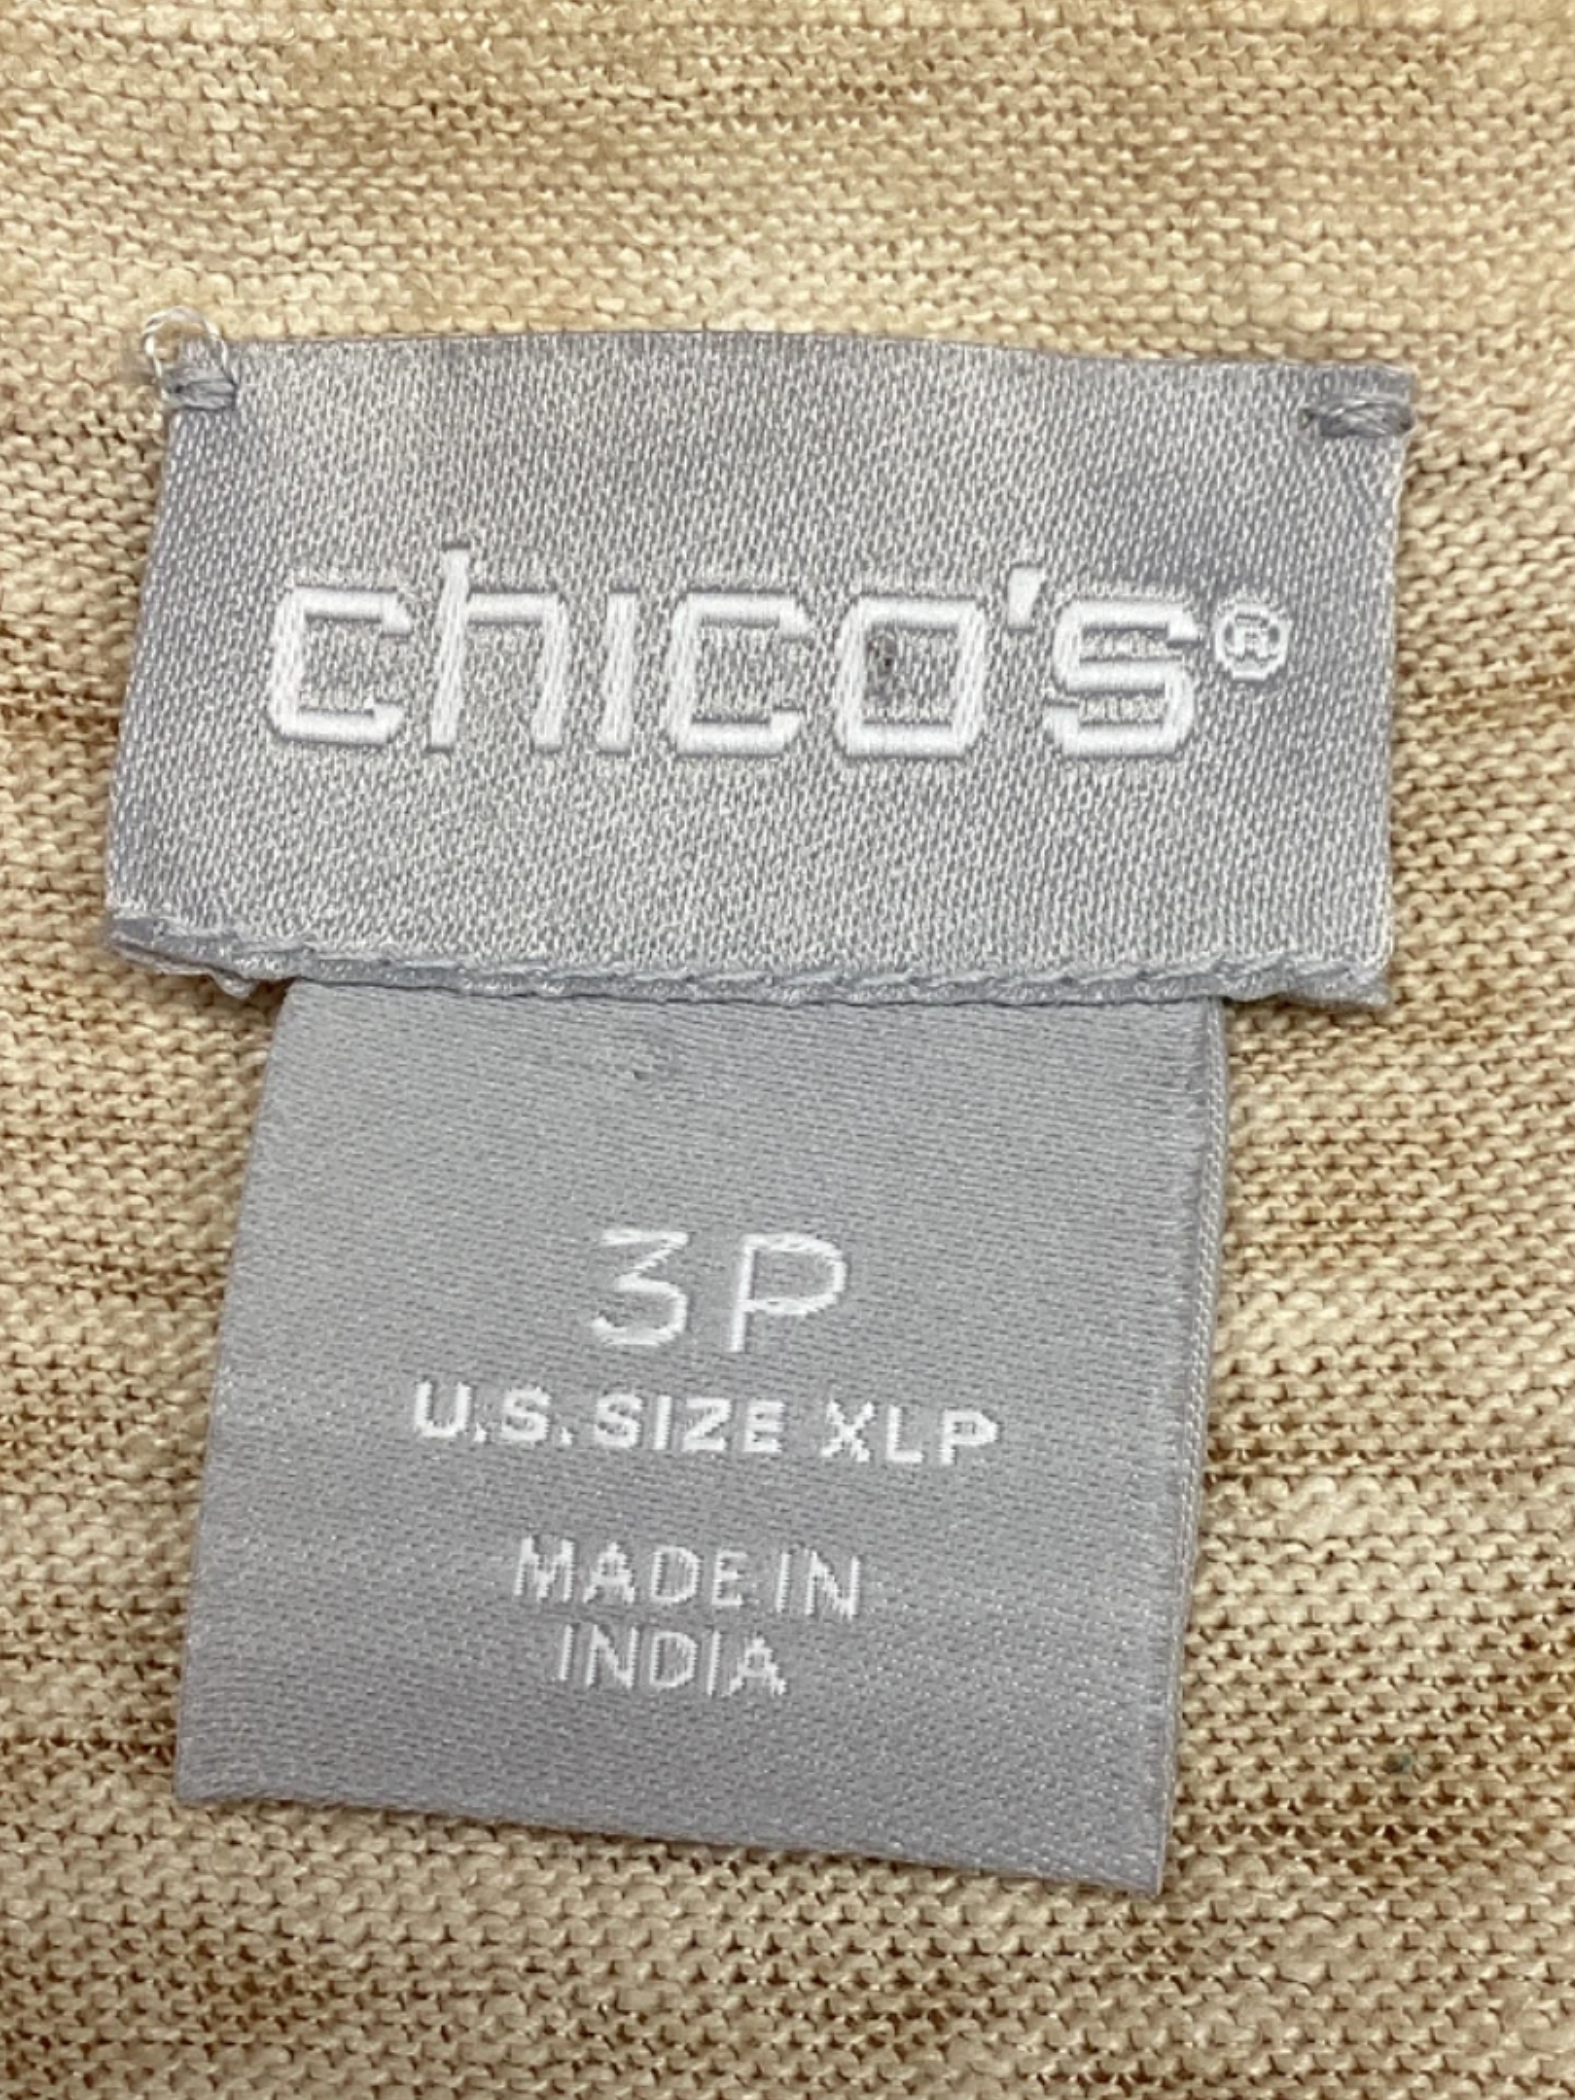 chico's®
3P
U.S. SIZE XLP
MADE IN
INDIA